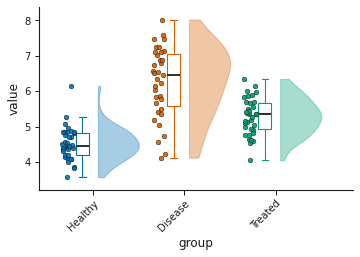 8
7
6
5
4
value
Healthy
Disease
Treated
group